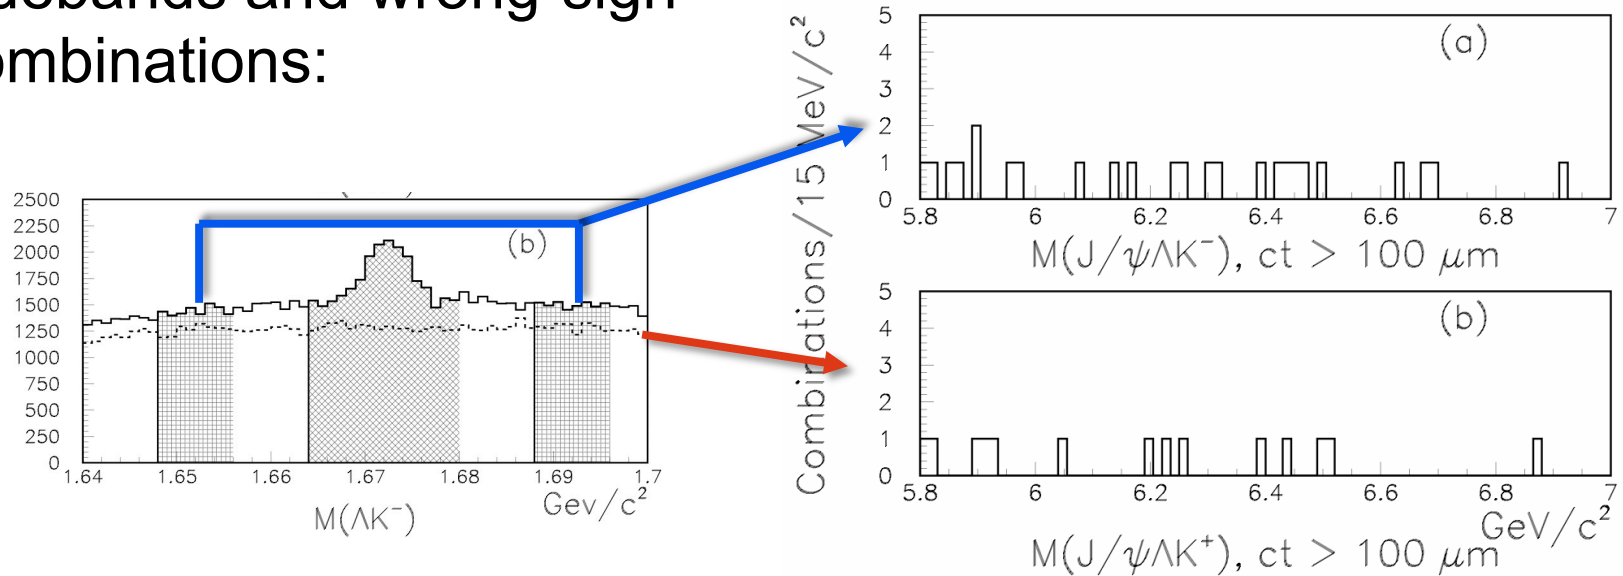 debands and wrong-sign
ombinations:
2500
2250
2000
1750
1500
1250
1000
750
500
250
0
(b)
1.64 1.65 1.66 1.67 1.68 1.69 1.7
Gev/c²
M(ΛK⁻)
Combinations/15 MeV/c²
5
4
3
2
1
0
(a)
5.8 6 6.2 6.4 6.6 6.8 7
M(J/ψΛK⁻), ct > 100 μm
5
4
3
2
1
0
(b)
5.8 6 6.2 6.4 6.6 6.8 7
GeV/c²
M(J/ψΛK⁺), ct > 100 μm